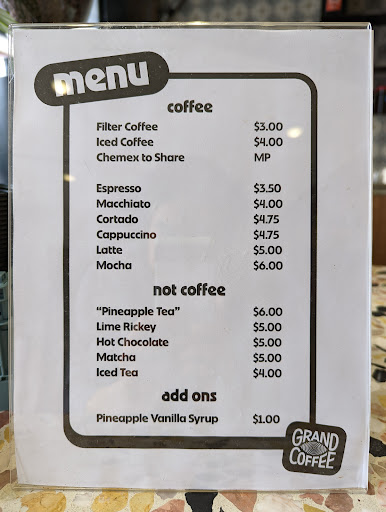 menu
coffee
Filter Coffee $3.00
Iced Coffee $4.00
Chemex to Share MP
Espresso $3.50
Macchiato $4.00
Cortado $4.75
Cappuccino $4.75
Latte $5.00
Mocha $6.00
not coffee
“Pineapple Tea” $6.00
Lime Rickey $5.00
Hot Chocolate $5.00
Matcha $5.00
Iced Tea $4.00
add ons
Pineapple Vanilla Syrup $1.00
GRAND
COFFEE